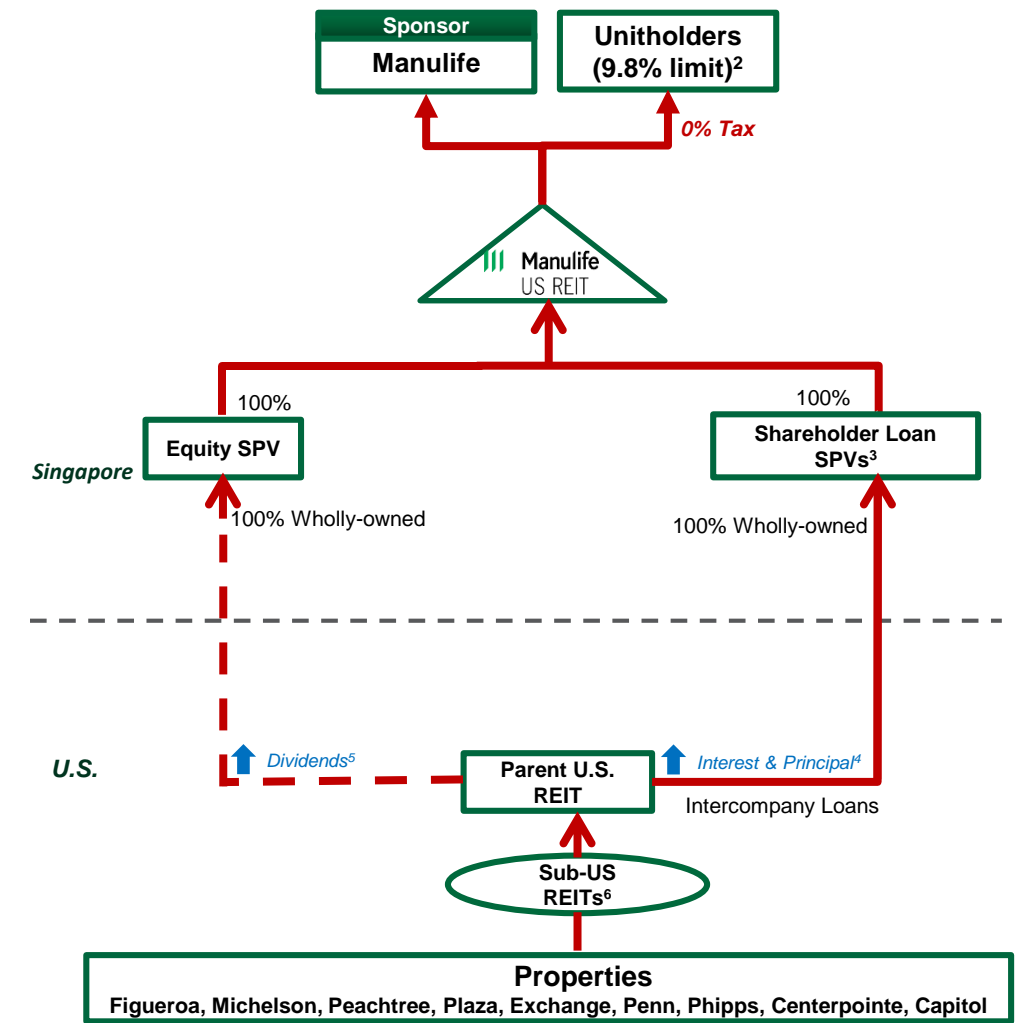 Sponsor
Manulife
Unitholders
(9.8% limit)2
0% Tax
Manulife
US REIT
100%
100%
Equity SPV
Shareholder Loan
SPVs3
Singapore
100% Wholly-owned
100% Wholly-owned
U.S.
Dividends5
Parent U.S.
REIT
Interest & Principal4
Intercompany Loans
Sub-US
REITs6
Properties
Figueroa, Michelson, Peachtree, Plaza, Exchange, Penn, Phipps, Centerpointe, Capitol